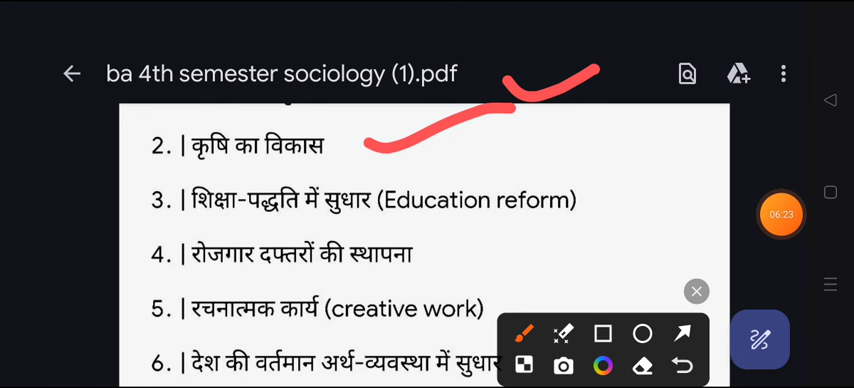 ba 4th semester sociology (1).pdf
2. | कृषि का विकास
3. | शिक्षा-पद्धति में सुधार (Education reform)
06:23
4. | रोजगार दफ्तरों की स्थापना
5. | रचनात्मक कार्य (creative work)
6. | देश की वर्तमान अर्थ-व्यवस्था में सुधार